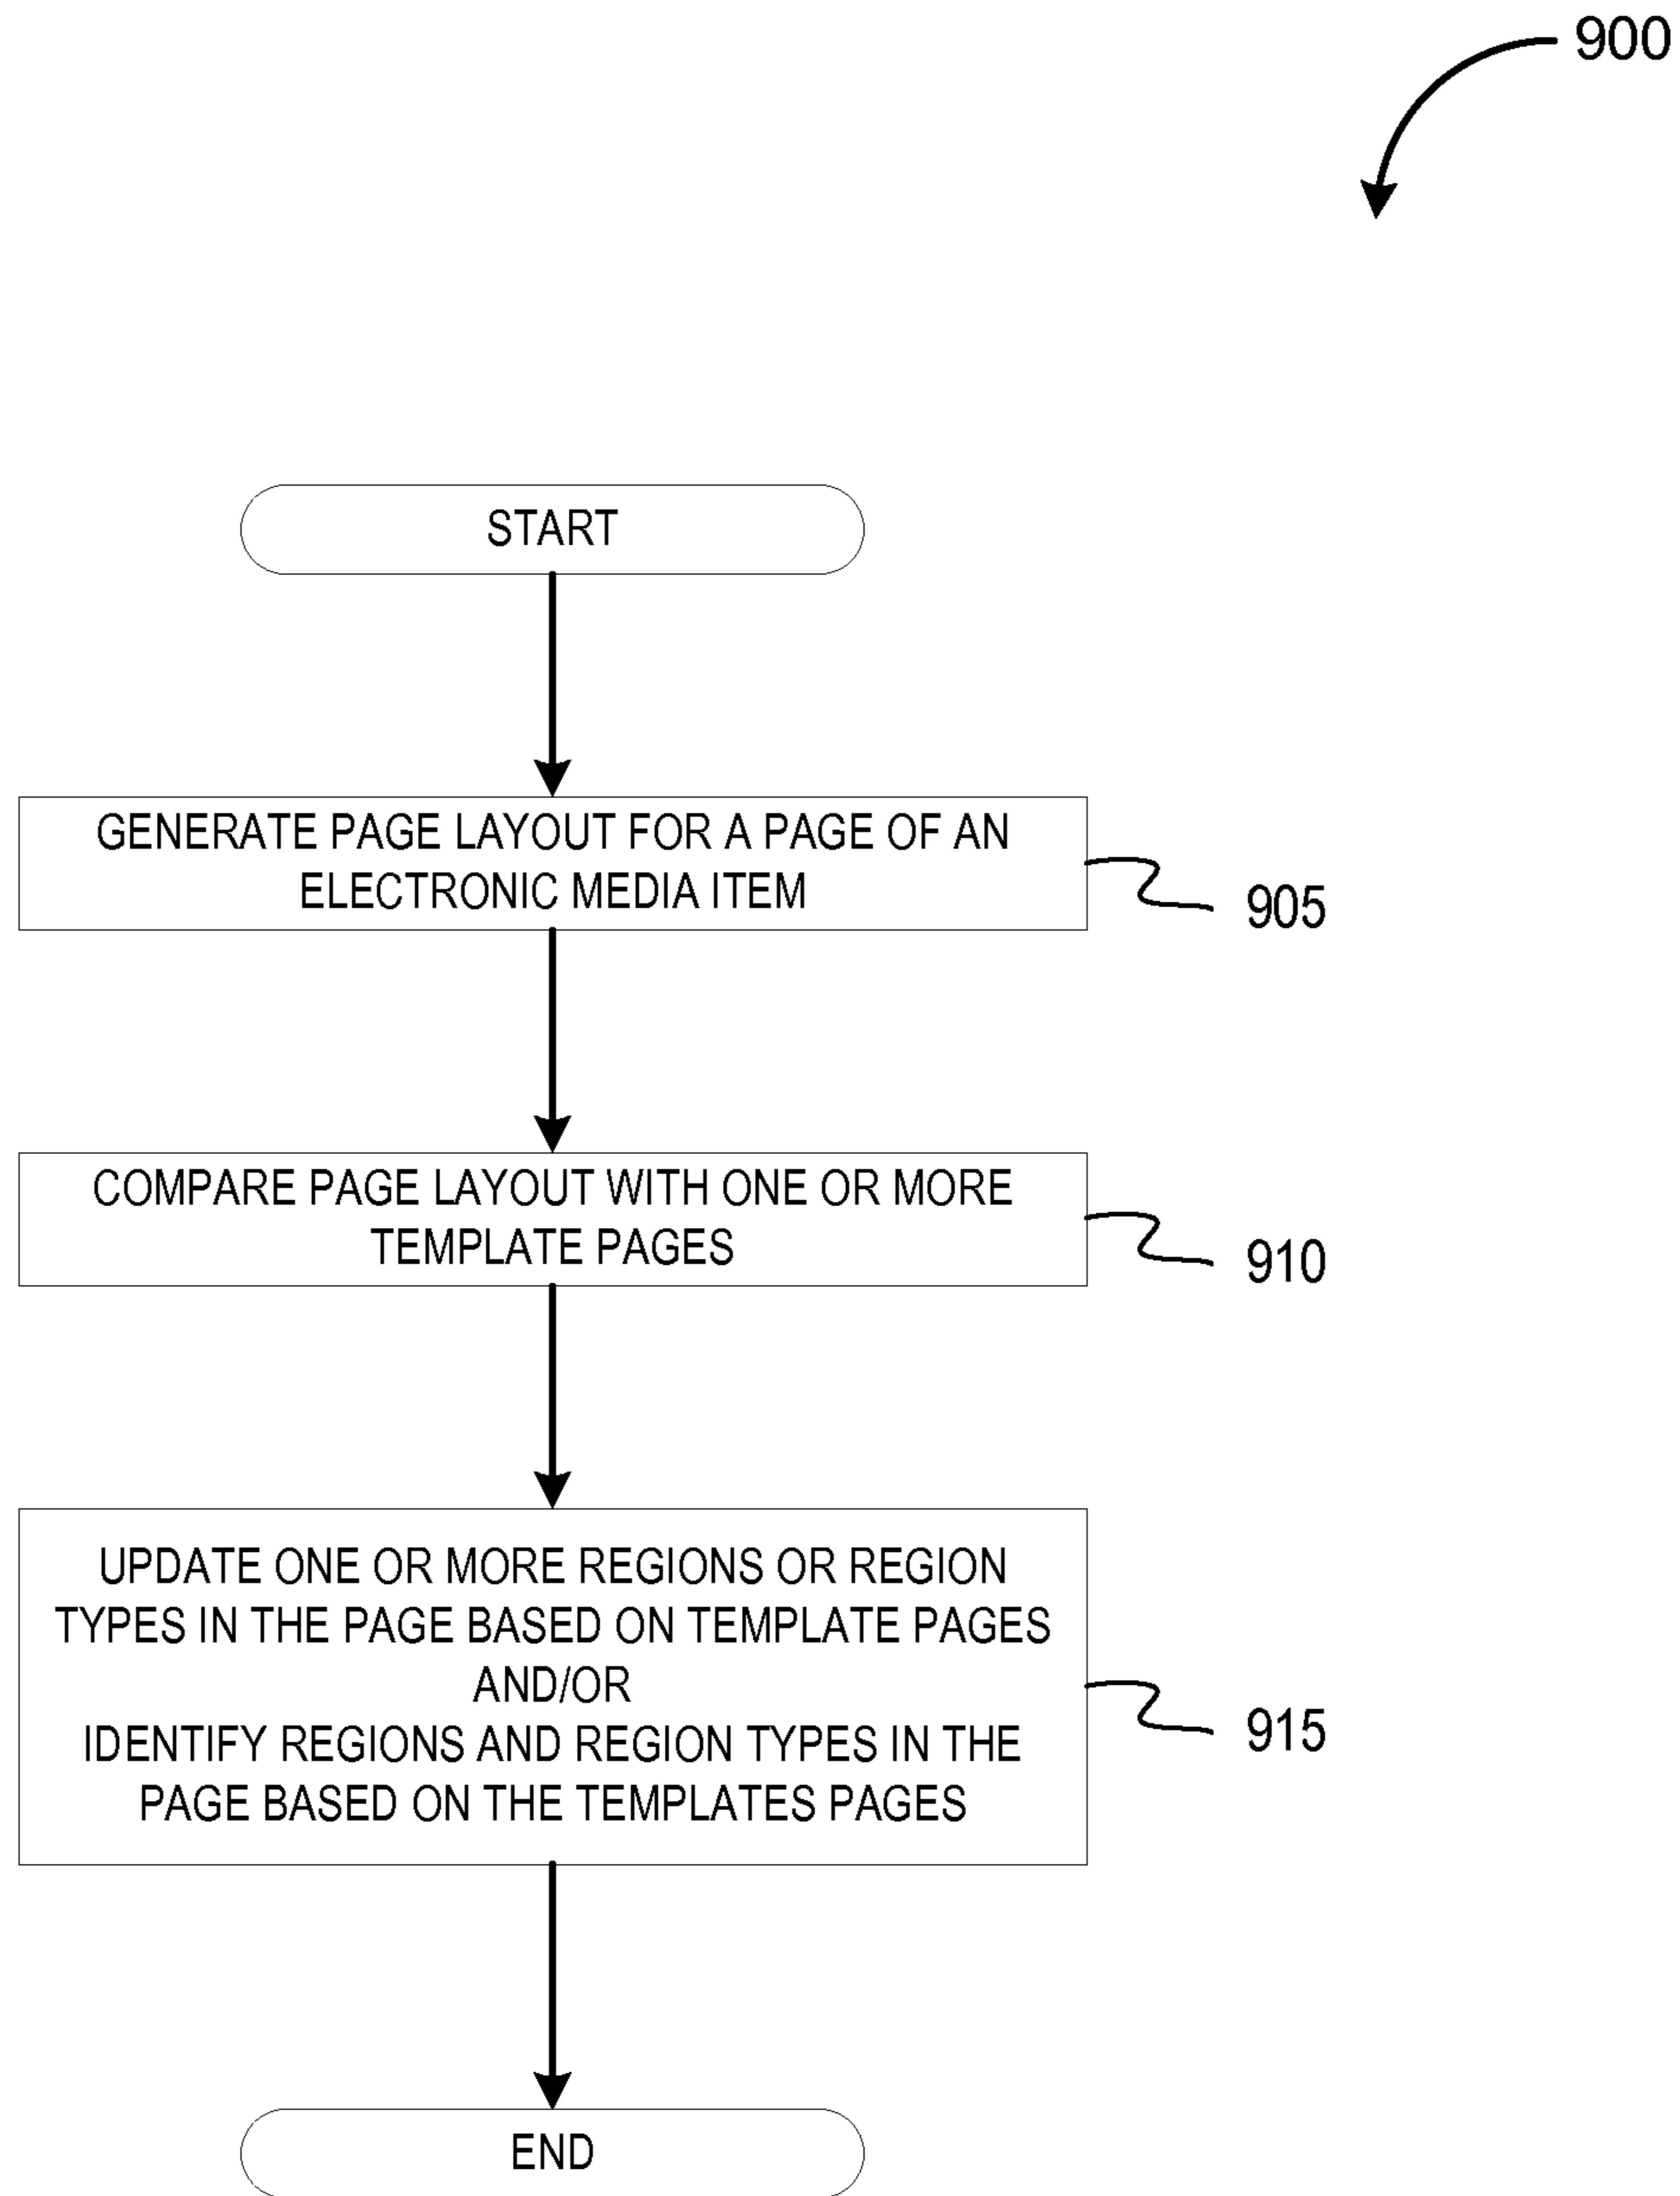 900
START
GENERATE PAGE LAYOUT FOR A PAGE OF AN
ELECTRONIC MEDIA ITEM
905
COMPARE PAGE LAYOUT WITH ONE OR MORE
TEMPLATE PAGES
910
UPDATE ONE OR MORE REGIONS OR REGION
TYPES IN THE PAGE BASED ON TEMPLATE PAGES
AND/OR
IDENTIFY REGIONS AND REGION TYPES IN THE
PAGE BASED ON THE TEMPLATES PAGES
915
END